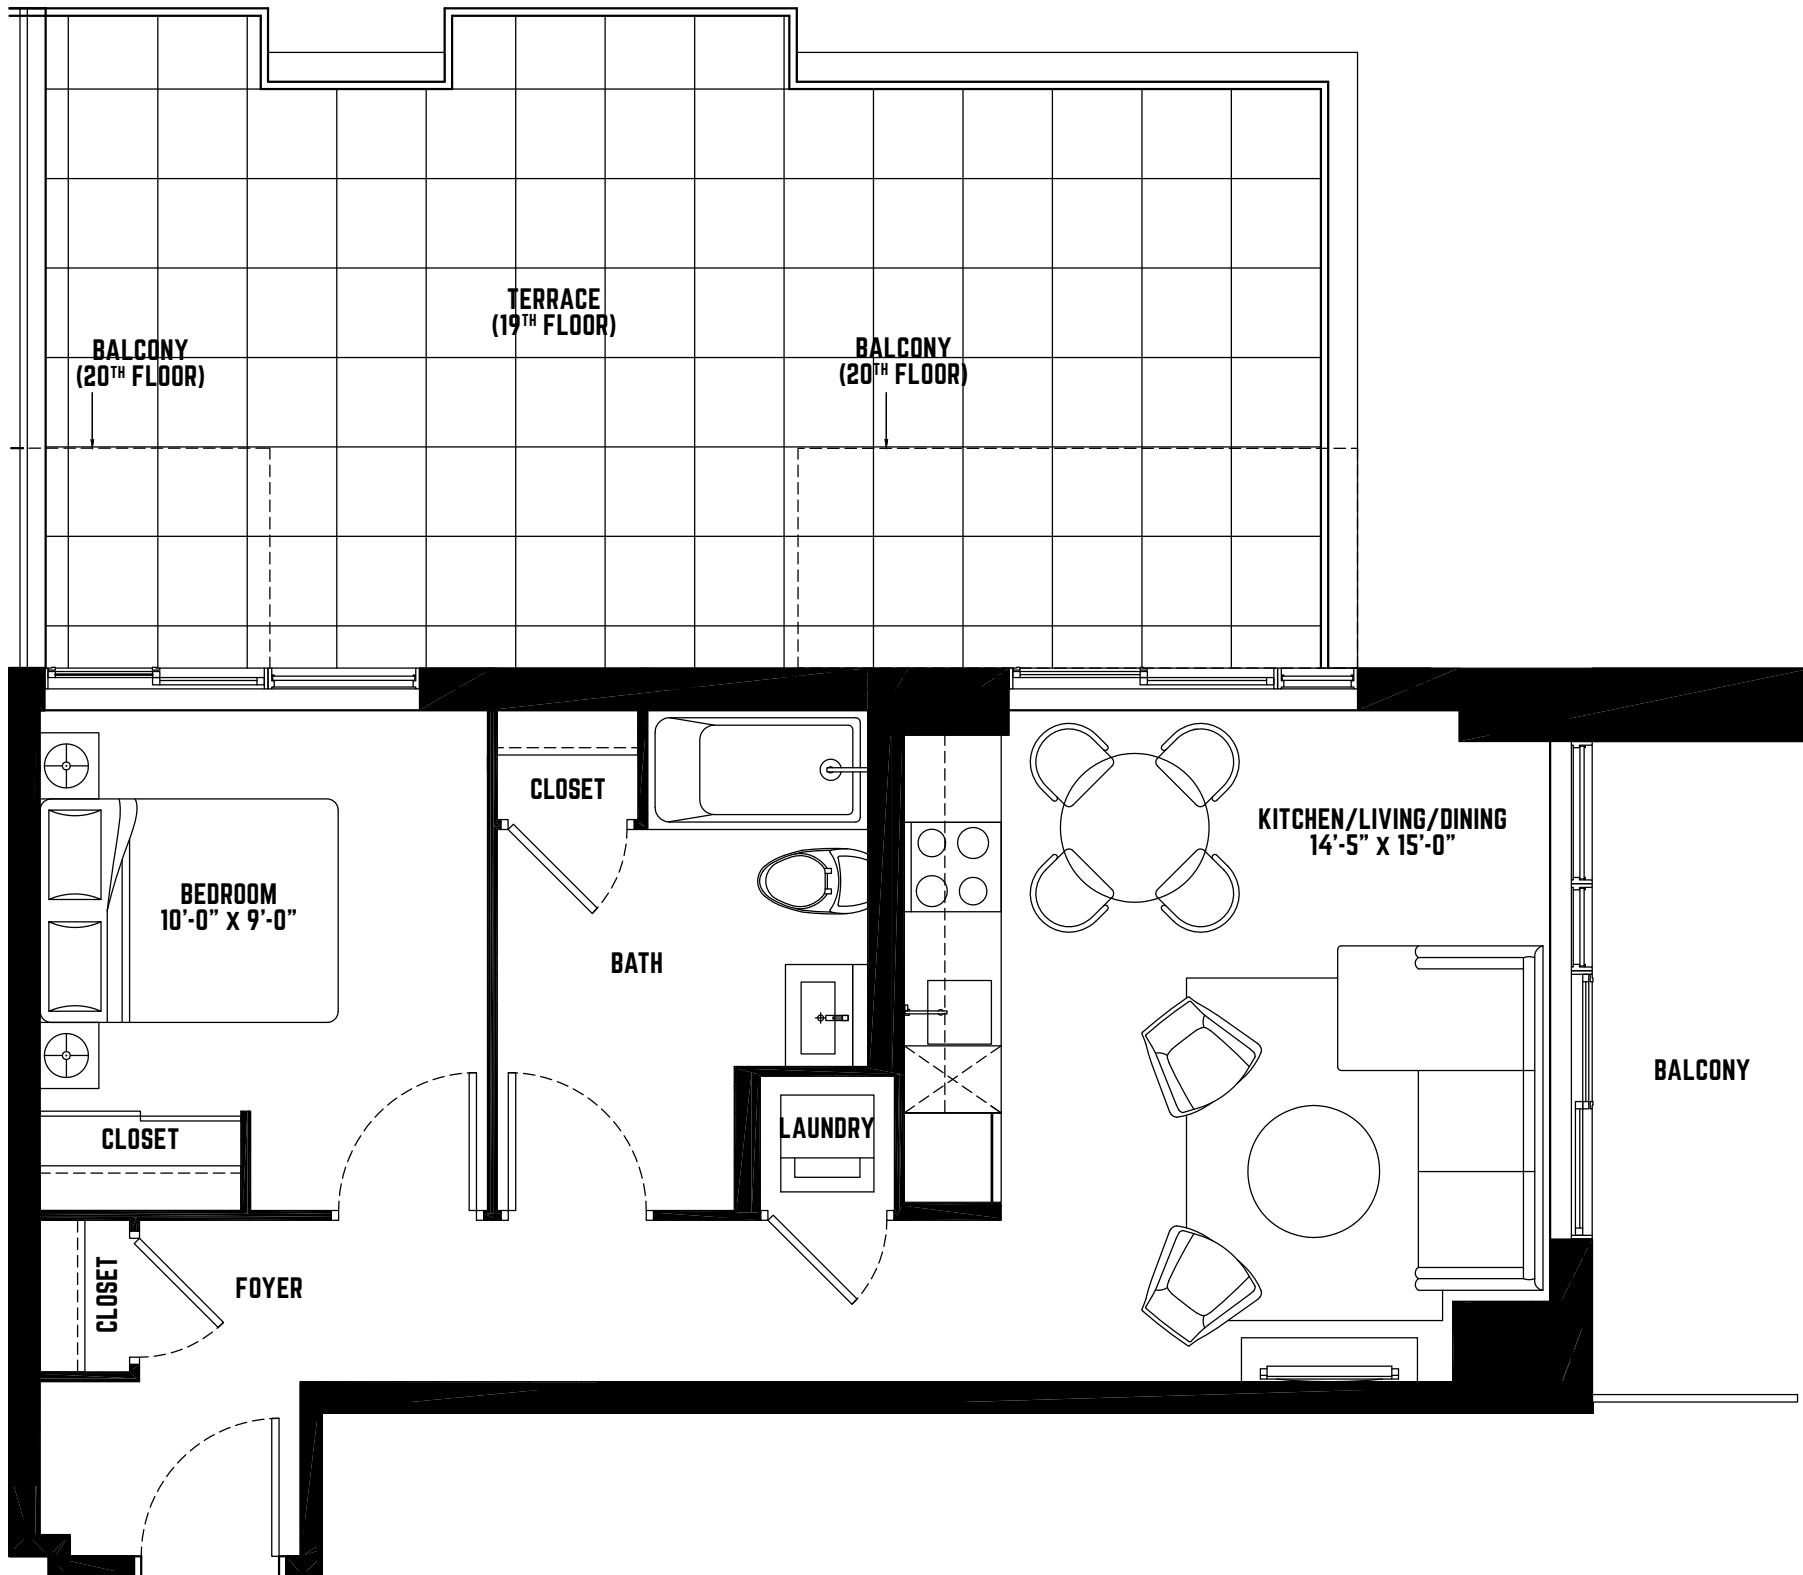 TERRACE
(19TH FLOOR)
BALCONY
(20TH FLOOR)
BALCONY
(20TH FLOOR)
CLOSET
KITCHEN/LIVING/DINING
14'-5" X 15'-0"
BEDROOM
10'-0" X 9'-0"
BATH
BALCONY
CLOSET
LAUNDRY
CLOSET
FOYER